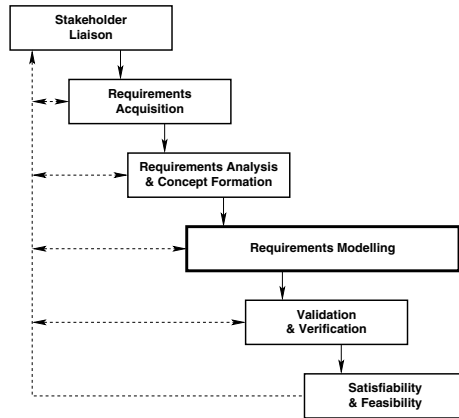 Stakeholder
Liaison
Requirements
Acquisition
Requirements Analysis
& Concept Formation
Requirements Modelling
Validation
& Verification
Satisfiability
& Feasibility